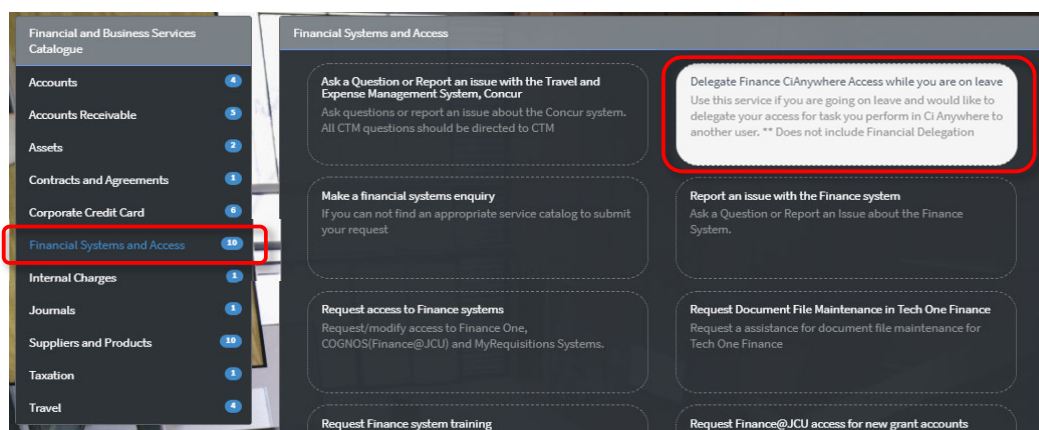 Financial and Business Services
Catalogue
Accounts 4
Accounts Receivable 5
Assets 2
Contracts and Agreements 1
Corporate Credit Card 6
Financial Systems and Access 10
Internal Charges 1
Journals 1
Suppliers and Products 10
Taxation 1
Travel 4
Financial Systems and Access
Ask a Question or Report an issue with the Travel and
Expense Management System, Concur
Ask questions or report an issue about the Concur system.
All CTM questions should be directed to CTM
Delegate Finance CiAnywhere Access while you are on leave
Use this service if you are going on leave and would like to
delegate your access for task you perform in Ci Anywhere to
another user. ** Does not include Financial Delegation
Make a financial systems enquiry
If you can not find an appropriate service catalog to submit
your request
Report an issue with the Finance system
Ask a Question or Report an Issue about the Finance
System.
Request access to Finance systems
Request/modify access to Finance One,
COGNOS(Finance@JCU) and MyRequisitions Systems.
Request Document File Maintenance in Tech One Finance
Request a assistance for document file maintenance for
Tech One Finance
Request Finance system training
Request Finance@JCU access for new grant accounts